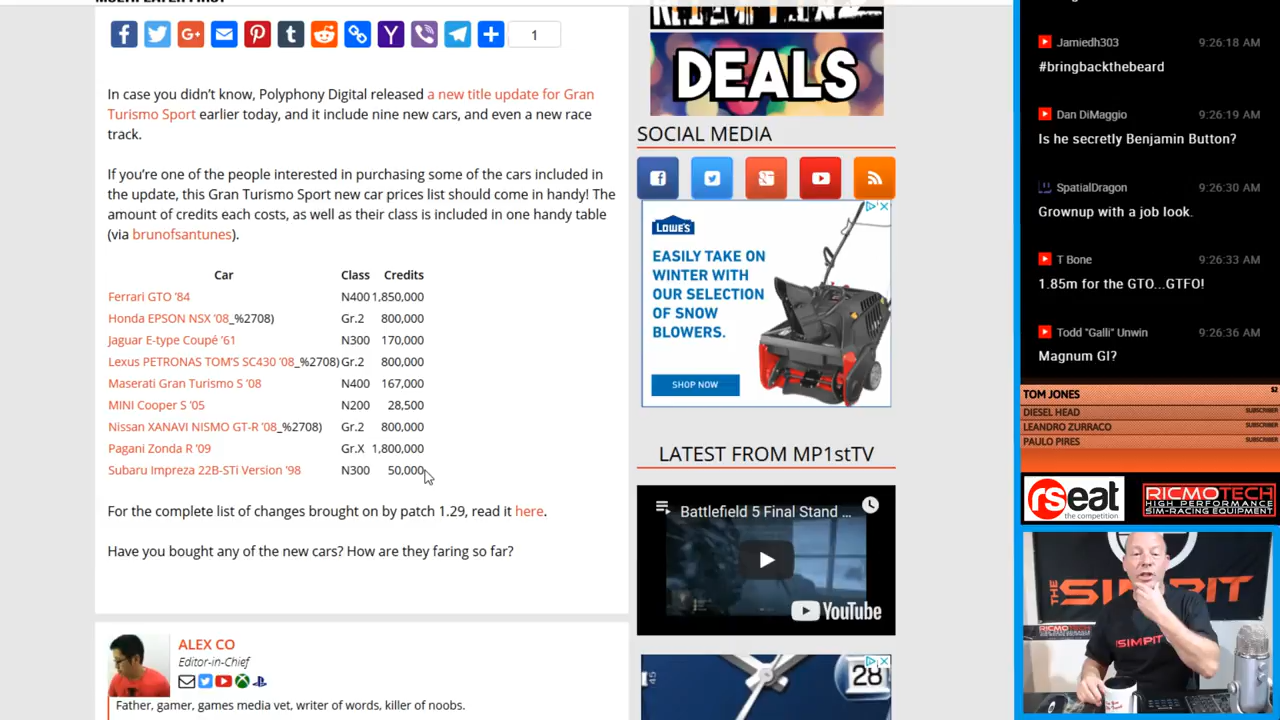 1
In case you didn't know, Polyphony Digital released a new title update for Gran
Turismo Sport earlier today, and it include nine new cars, and even a new race
track.
If you're one of the people interested in purchasing some of the cars included in
the update, this Gran Turismo Sport new car prices list should come in handy! The
amount of credits each costs, as well as their class is included in one handy table
(via brunofsantunes).
Car Class Credits
Ferrari GTO '84 N400 1,850,000
Honda EPSON NSX '08_%2708) Gr.2 800,000
Jaguar E-type Coupé '61 N300 170,000
Lexus PETRONAS TOM'S SC430 '08_%2708) Gr.2 800,000
Maserati Gran Turismo S '08 N400 167,000
MINI Cooper S '05 N200 28,500
Nissan XANAVI NISMO GT-R '08_%2708) Gr.2 800,000
Pagani Zonda R '09 Gr.X 1,800,000
Subaru Impreza 22B-STi Version '98 N300 50,000
For the complete list of changes brought on by patch 1.29, read it here.
Have you bought any of the new cars? How are they faring so far?
ALEX CO
Editor-in-Chief
Father, gamer, games media vet, writer of words, killer of noobs.
DEALS
SOCIAL MEDIA
LOWE'S
EASILY TAKE ON
WINTER WITH
OUR SELECTION
OF SNOW
BLOWERS.
SHOP NOW
LATEST FROM MP1stTV
Battlefield 5 Final Stand ...
YouTube
28
Jamiedh303 9:26:18 AM
#bringbackthebeard
Dan DiMaggio 9:26:19 AM
Is he secretly Benjamin Button?
SpatialDragon 9:26:30 AM
Grownup with a job look.
T Bone 9:26:33 AM
1.85m for the GTO...GTFO!
Todd "Galli" Unwin 9:26:36 AM
Magnum GI?
TOM JONES $2
DIESEL HEAD SUBSCRIBER
LEANDRO ZURRACO SUBSCRIBER
PAULO PIRES SUBSCRIBER
rseat
the competition
RICMOTECH
HIGH PERFORMANCE
SIM-RACING EQUIPMENT
THE SIMPIT
RICMOTECH
SIMPIT